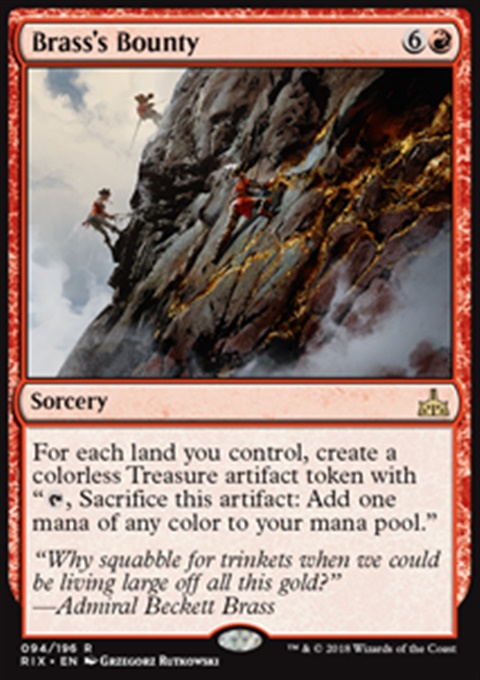 Brass's Bounty 6
Sorcery
For each land you control, create a
colorless Treasure artifact token with
“ , Sacrifice this artifact: Add one
mana of any color to your mana pool.”
“Why squabble for trinkets when we could
be living large off all this gold?”
—Admiral Beckett Brass
094/196 R
RIX • EN Grzegorz Rutkowski
™ & © 2018 Wizards of the Coast